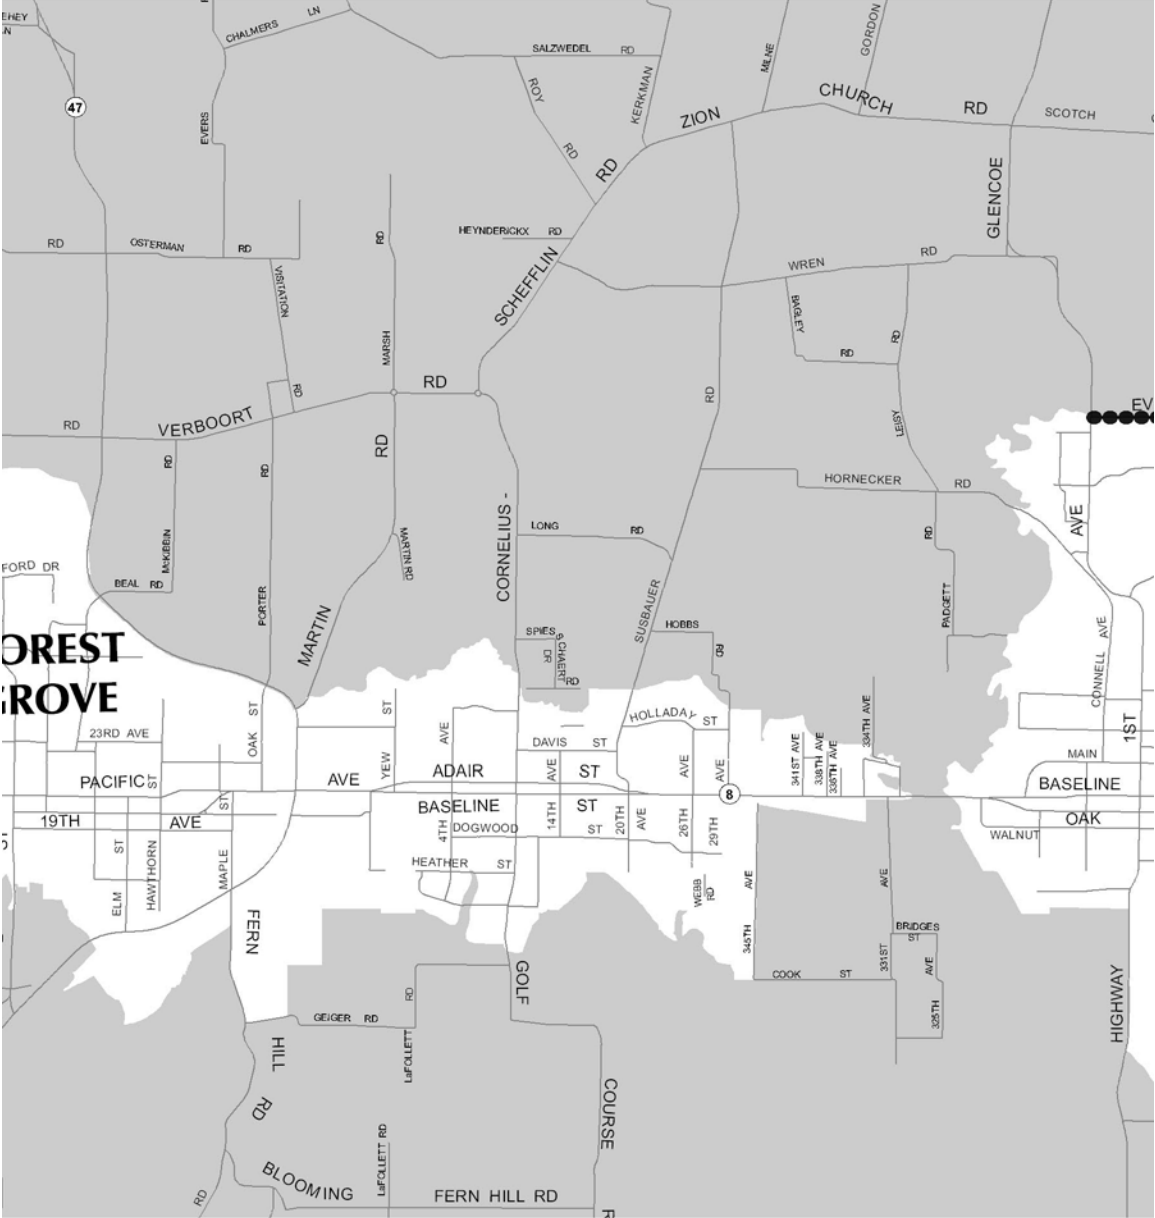 CHALMERS LN
47
EVERS
SALZWEDEL RD
ROY
RD
KERKMAN
MILNE
GORDON
ZION
CHURCH
RD
SCOTCH
RD
GLENCOE
RD
OSTERMAN
RD
RD
HEYNDERICKX RD
SCHEFFLIN
WREN
RD
VISITATION
RD
MARSH
BAGLEY
RD
RD
RD
RD
LEISY
EV
RD
VERBOORT
RD
RD
RD
HORNECKER
RD
CORNELIUS -
LONG
RD
RD
AVE
McKIBBIN
MARTIN RD
FORD DR
BEAL RD
PORTER
MARTIN
SUSBAUER
PADGETT
OREST
GROVE
SPIES
SCHAERT
DR
RD
HOBBS
RD
CONNELL AVE
23RD AVE
OAK ST
ST
YEW
AVE
HOLLADAY ST
DAVIS ST
AVE
AVE
AVE
341ST AVE
338TH AVE
336TH AVE
334TH AVE
1ST
MAIN
PACIFIC
ST
AVE
ADAIR
ST
BASELINE
8
19TH
AVE
ST
BASELINE
ST
OAK
4TH
DOGWOOD
ST
14TH
20TH
AVE
26TH
29TH
WALNUT
ST
ELM
HAWTHORN
MAPLE
HEATHER
ST
WEBB
RD
AVE
345TH
AVE
331ST
FERN
BRIDGES
ST
COOK
ST
AVE
325TH
GOLF
RD
GEIGER RD
LaFOLLETT
HIGHWAY
HILL
RD
COURSE
LaFOLLETT RD
RD
BLOOMING
FERN HILL RD
R